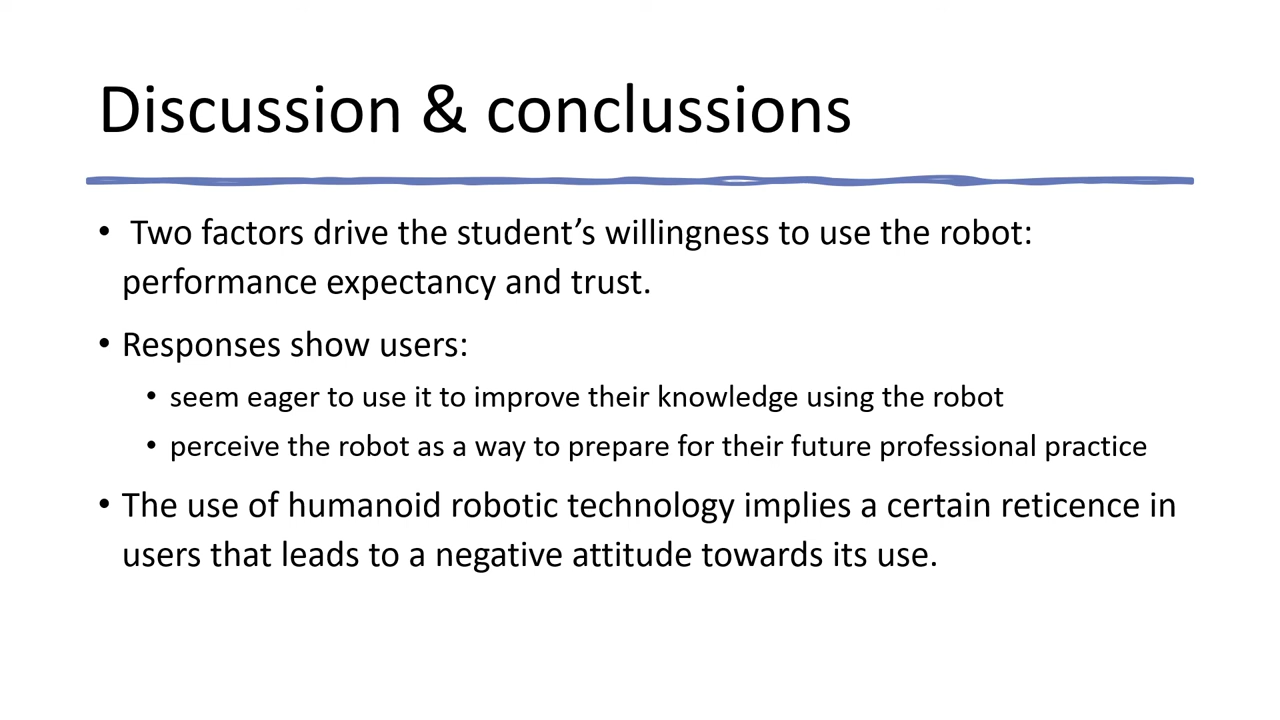 Discussion & conclussions
• Two factors drive the student’s willingness to use the robot:
performance expectancy and trust.
• Responses show users:
• seem eager to use it to improve their knowledge using the robot
• perceive the robot as a way to prepare for their future professional practice
• The use of humanoid robotic technology implies a certain reticence in
users that leads to a negative attitude towards its use.